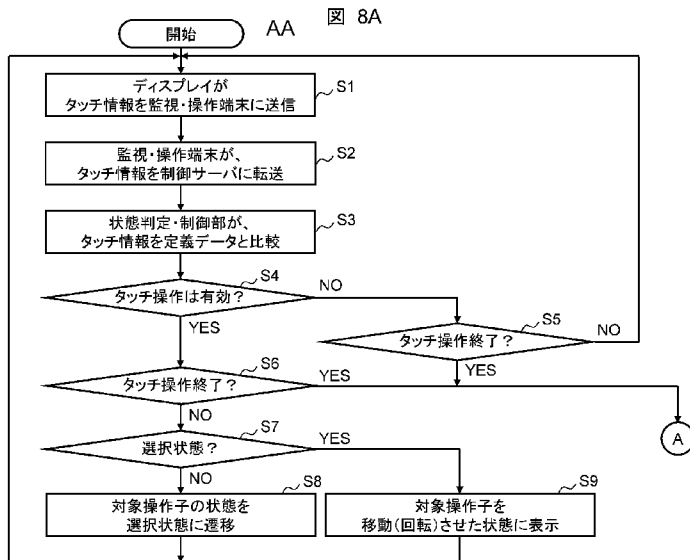 図 8A
AA
開始
ディスプレイが
タッチ情報を監視・操作端末に送信
S1
監視・操作端末が、
タッチ情報を制御サーバに転送
S2
状態判定・制御部が、
タッチ情報を定義データと比較
S3
S4
タッチ操作は有効？
NO
YES
S5
タッチ操作終了？
NO
YES
S6
タッチ操作終了？
YES
NO
A
S7
選択状態？
YES
NO
S8
対象操作子の状態を
選択状態に遷移
S9
対象操作子を
移動(回転)させた状態に表示